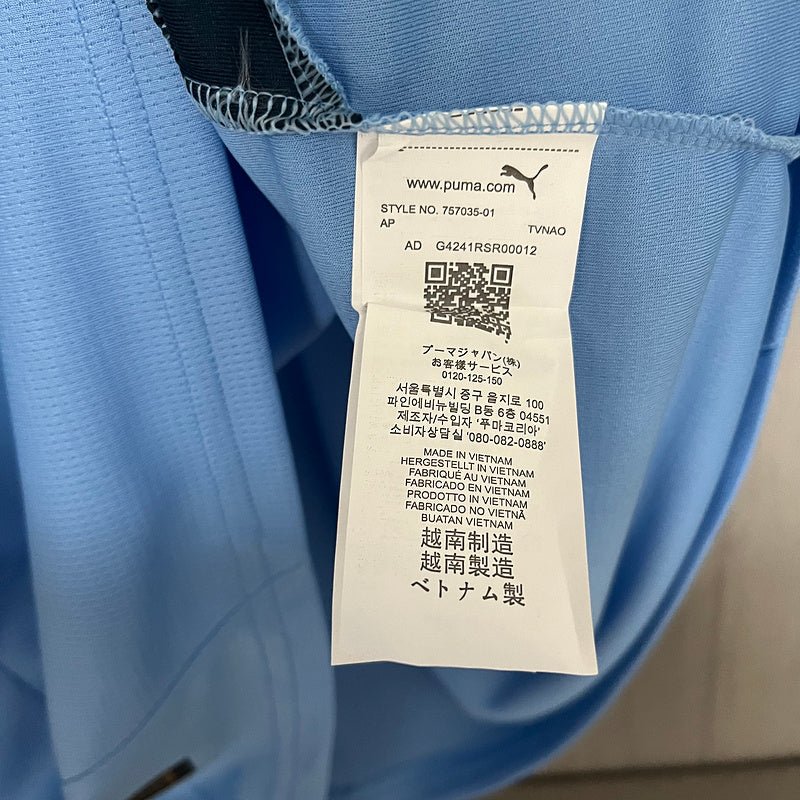 www.puma.com
STYLE NO. 757035-01
AP TVNAO
AD G4241RSR00012
プーマジャパン(株)
お客様サービス
0120-125-150
서울특별시 중구 을지로 100
파인에비뉴빌딩 B동 6층 04551
제조자/수입자 '푸마코리아'
소비자상담실 '080-082-0888'
MADE IN VIETNAM
HERGESTELLT IN VIETNAM
FABRIQUÉ AU VIETNAM
FABRICADO EN VIETNAM
PRODOTTO IN VIETNAM
FABRICADO NO VIETNÃ
BUATAN VIETNAM
越南制造
越南製造
ベトナム製